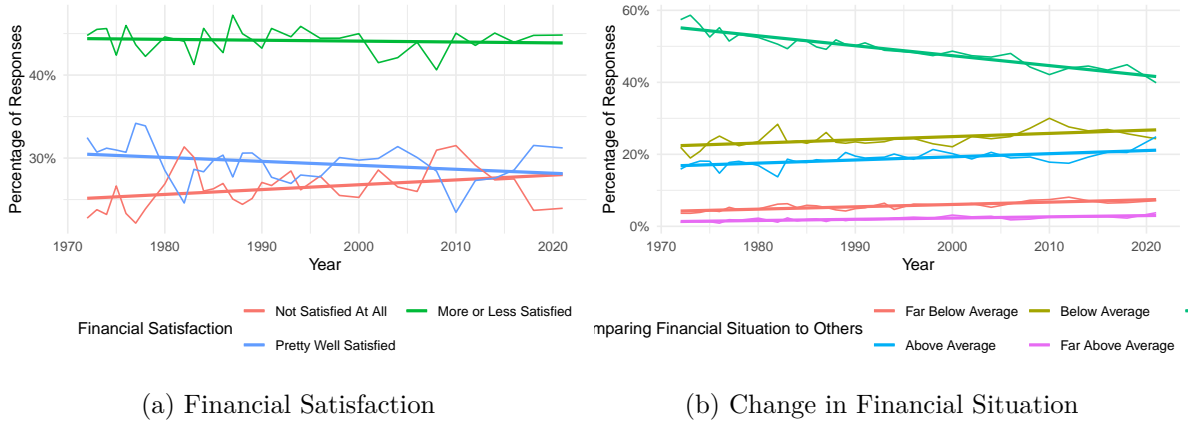 Percentage of Responses
40%
30%
1970
1980
1990
2000
2010
2020
Year
Financial Satisfaction
Not Satisfied At All
More or Less Satisfied
Pretty Well Satisfied
(a) Financial Satisfaction
Percentage of Responses
60%
40%
20%
0%
1970
1980
1990
2000
2010
2020
Year
mparing Financial Situation to Others
Far Below Average
Below Average
Above Average
Far Above Average
(b) Change in Financial Situation